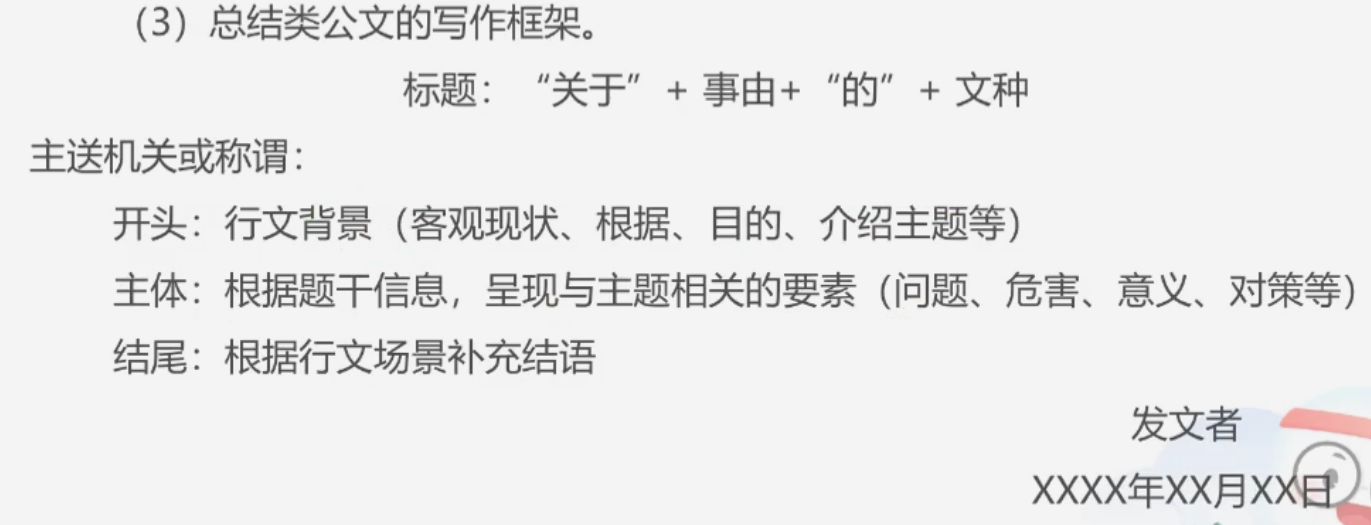 （3）总结类公文的写作框架。
标题：“关于”+ 事由+“的”+ 文种
主送机关或称谓：
开头：行文背景（客观现状、根据、目的、介绍主题等）
主体：根据题干信息，呈现与主题相关的要素（问题、危害、意义、对策等）
结尾：根据行文场景补充结语
发文者
XXXX年XX月XX日